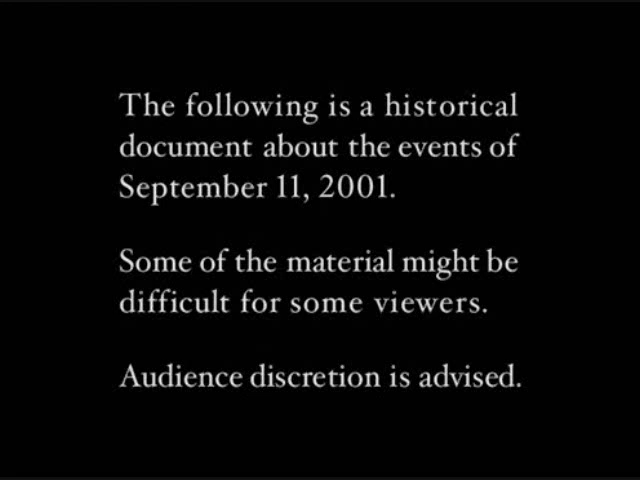 The following is a historical
document about the events of
September 11, 2001.
Some of the material might be
difficult for some viewers.
Audience discretion is advised.